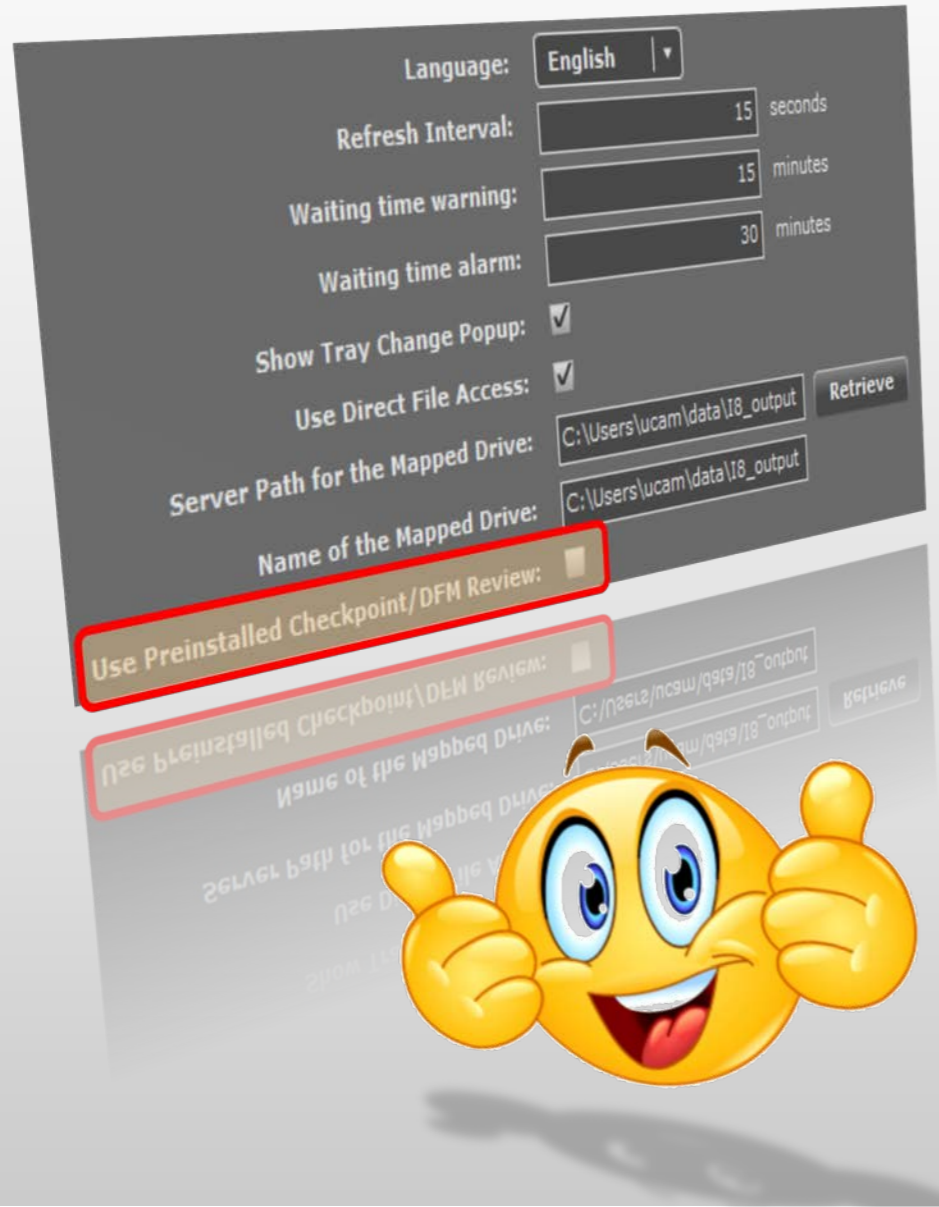 Language: English
Refresh Interval: 15 seconds
Waiting time warning: 15 minutes
Waiting time alarm: 30 minutes
Show Tray Change Popup:
Use Direct File Access:
Server Path for the Mapped Drive: C:\Users\ucam\data\I8_output Retrieve
Name of the Mapped Drive: C:\Users\ucam\data\I8_output
Use Preinstalled Checkpoint/DFM Review: